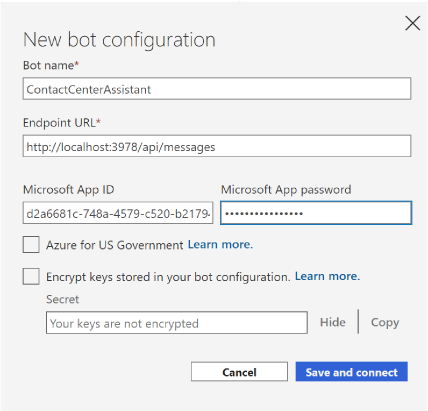 New bot configuration
Bot name*
ContactCenterAssistant
Endpoint URL*
http://localhost:3978/api/messages
Microsoft App ID Microsoft App password
d2a6681c-748a-4579-c520-b2179 ••••••••••••••••
Azure for US Government Learn more.
Encrypt keys stored in your bot configuration. Learn more.
Secret
Your keys are not encrypted Hide Copy
Cancel Save and connect